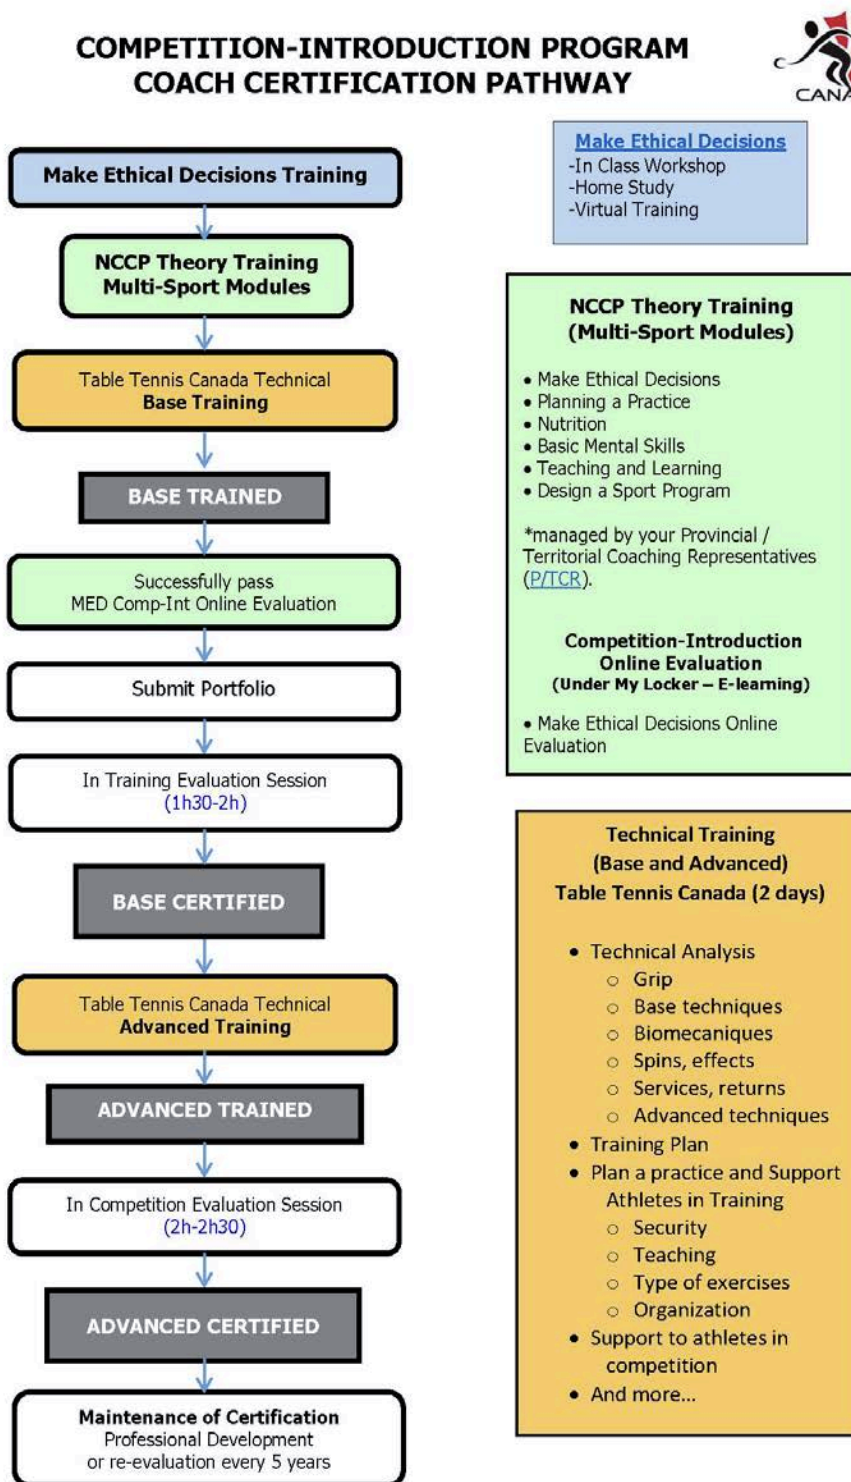 COMPETITION-INTRODUCTION PROGRAM
COACH CERTIFICATION PATHWAY
Make Ethical Decisions Training
NCCP Theory Training
Multi-Sport Modules
Table Tennis Canada Technical
Base Training
BASE TRAINED
Successfully pass
MED Comp-Int Online Evaluation
Submit Portfolio
In Training Evaluation Session
(1h30-2h)
BASE CERTIFIED
Table Tennis Canada Technical
Advanced Training
ADVANCED TRAINED
In Competition Evaluation Session
(2h-2h30)
ADVANCED CERTIFIED
Maintenance of Certification
Professional Development
or re-evaluation every 5 years
CANA
Make Ethical Decisions
-In Class Workshop
-Home Study
-Virtual Training
NCCP Theory Training
(Multi-Sport Modules)
• Make Ethical Decisions
• Planning a Practice
• Nutrition
• Basic Mental Skills
• Teaching and Learning
• Design a Sport Program
*managed by your Provincial /
Territorial Coaching Representatives
(P/TCR).
Competition-Introduction
Online Evaluation
(Under My Locker – E-learning)
• Make Ethical Decisions Online
Evaluation
Technical Training
(Base and Advanced)
Table Tennis Canada (2 days)
• Technical Analysis
o Grip
o Base techniques
o Biomecaniques
o Spins, effects
o Services, returns
o Advanced techniques
• Training Plan
• Plan a practice and Support
Athletes in Training
o Security
o Teaching
o Type of exercises
o Organization
• Support to athletes in
competition
• And more...